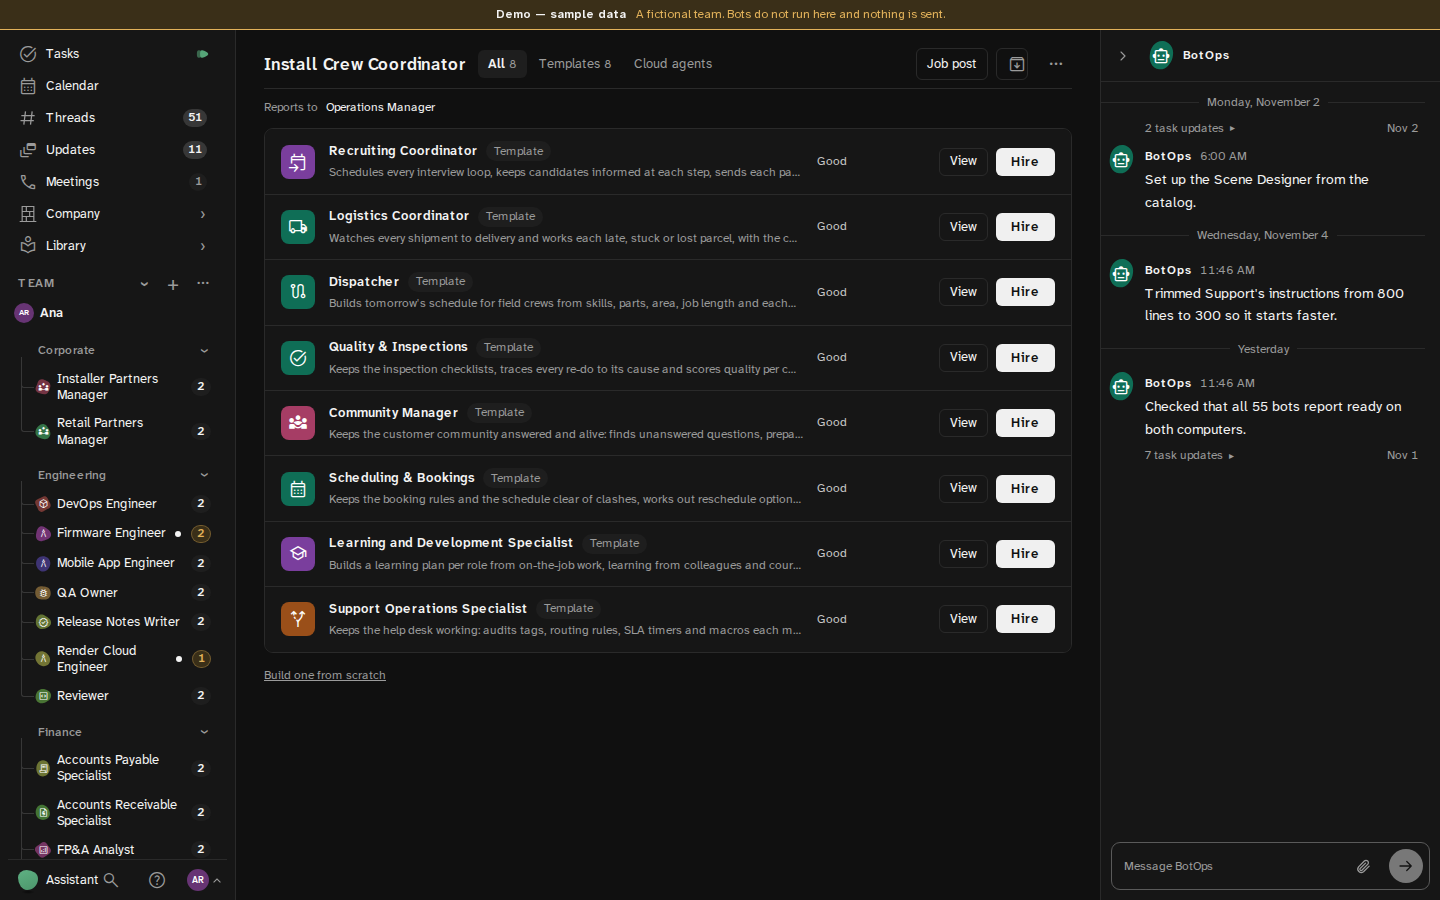 Demo — sample data A fictional team. Bots do not run here and nothing is sent.
Tasks
Calendar
Threads 51
Updates 11
Meetings 1
Company
Library
TEAM
AR Ana
Corporate
Installer Partners Manager 2
Retail Partners Manager 2
Engineering
DevOps Engineer 2
Firmware Engineer 2
Mobile App Engineer 2
QA Owner 2
Release Notes Writer 2
Render Cloud Engineer 1
Reviewer 2
Finance
Accounts Payable Specialist 2
Accounts Receivable Specialist 2
FP&A Analyst 2
Assistant AR
Install Crew Coordinator All 8 Templates 8 Cloud agents Job post
Reports to Operations Manager
Recruiting Coordinator Template
Schedules every interview loop, keeps candidates informed at each step, sends each pa...
Good View Hire
Logistics Coordinator Template
Watches every shipment to delivery and works each late, stuck or lost parcel, with the c...
Good View Hire
Dispatcher Template
Builds tomorrow's schedule for field crews from skills, parts, area, job length and each...
Good View Hire
Quality & Inspections Template
Keeps the inspection checklists, traces every re-do to its cause and scores quality per c...
Good View Hire
Community Manager Template
Keeps the customer community answered and alive: finds unanswered questions, prepa...
Good View Hire
Scheduling & Bookings Template
Keeps the booking rules and the schedule clear of clashes, works out reschedule option...
Good View Hire
Learning and Development Specialist Template
Builds a learning plan per role from on-the-job work, learning from colleagues and cour...
Good View Hire
Support Operations Specialist Template
Keeps the help desk working: audits tags, routing rules, SLA timers and macros each m...
Good View Hire
Build one from scratch
BotOps
Monday, November 2
2 task updates Nov 2
BotOps 6:00 AM
Set up the Scene Designer from the
catalog.
Wednesday, November 4
BotOps 11:46 AM
Trimmed Support's instructions from 800
lines to 300 so it starts faster.
Yesterday
BotOps 11:46 AM
Checked that all 55 bots report ready on
both computers.
7 task updates Nov 1
Message BotOps